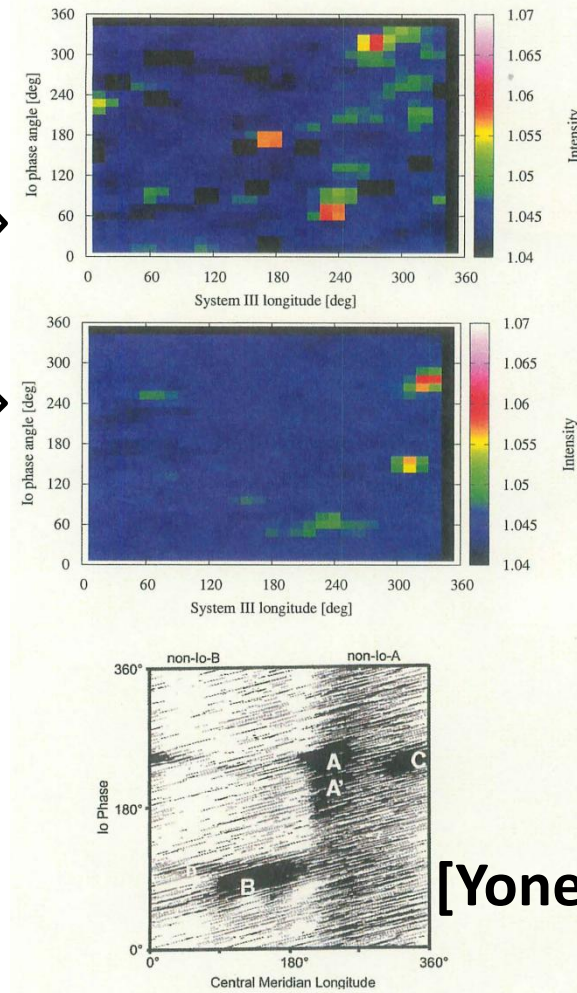 360
300
240
180
120
60
0
Io phase angle [deg]
0 60 120 180 240 300 360
System III longitude [deg]
1.07
1.065
1.06
1.055
1.05
1.045
1.04
Intensity
360
300
240
180
120
60
0
Io phase angle [deg]
0 60 120 180 240 300 360
System III longitude [deg]
1.07
1.065
1.06
1.055
1.05
1.045
1.04
Intensity
non-Io-B non-Io-A
360°
180°
0°
Io Phase
A
A'
C
B
0° 180° 360°
Central Meridian Longitude
[Yone